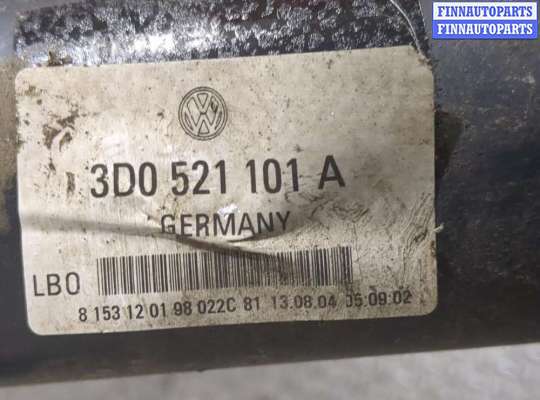 FINNAUTOPARTS
FINNAUTOPARTS
3D0 521 101 A
GERMANY
LBO
8 153 12 01 98 022C 81 13.08.04 05:09:02